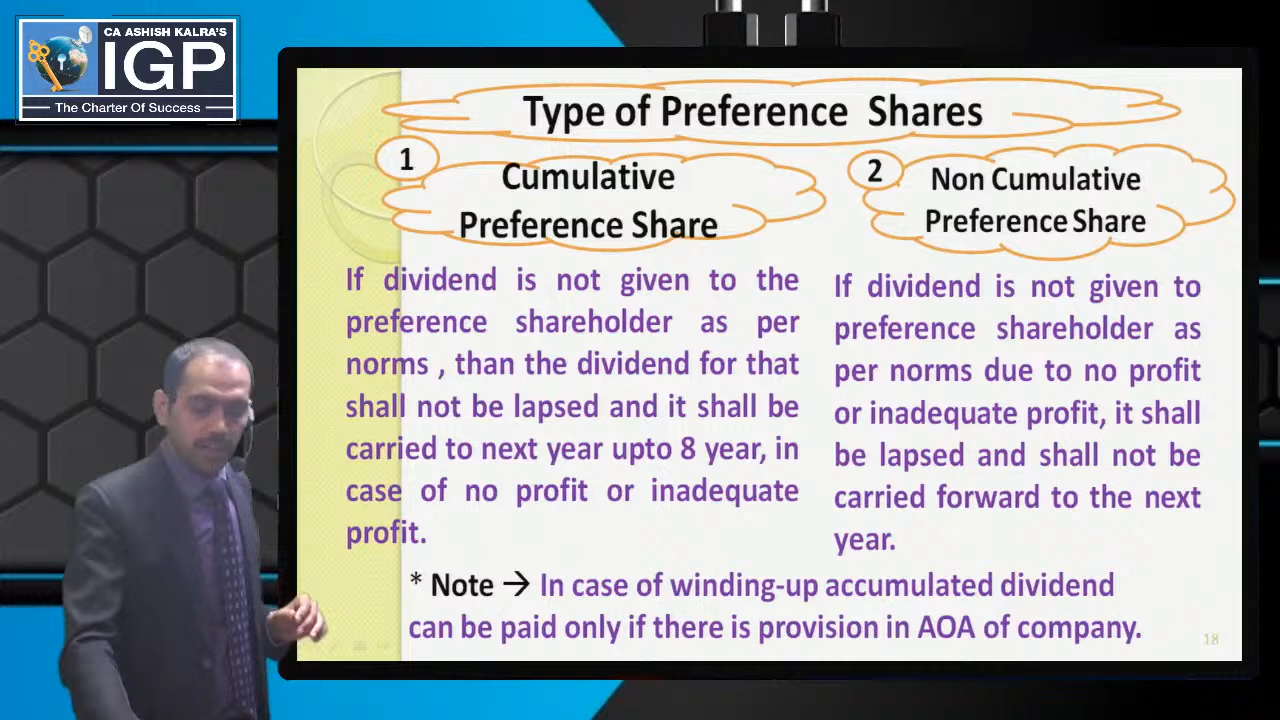 CA ASHISH KALRA'S
IGP
The Charter Of Success
Type of Preference Shares
1
Cumulative
Preference Share
If dividend is not given to the
preference shareholder as per
norms , than the dividend for that
shall not be lapsed and it shall be
carried to next year upto 8 year, in
case of no profit or inadequate
profit.
2
Non Cumulative
Preference Share
If dividend is not given to
preference shareholder as
per norms due to no profit
or inadequate profit, it shall
be lapsed and shall not be
carried forward to the next
year.
* Note → In case of winding-up accumulated dividend
can be paid only if there is provision in AOA of company.
18